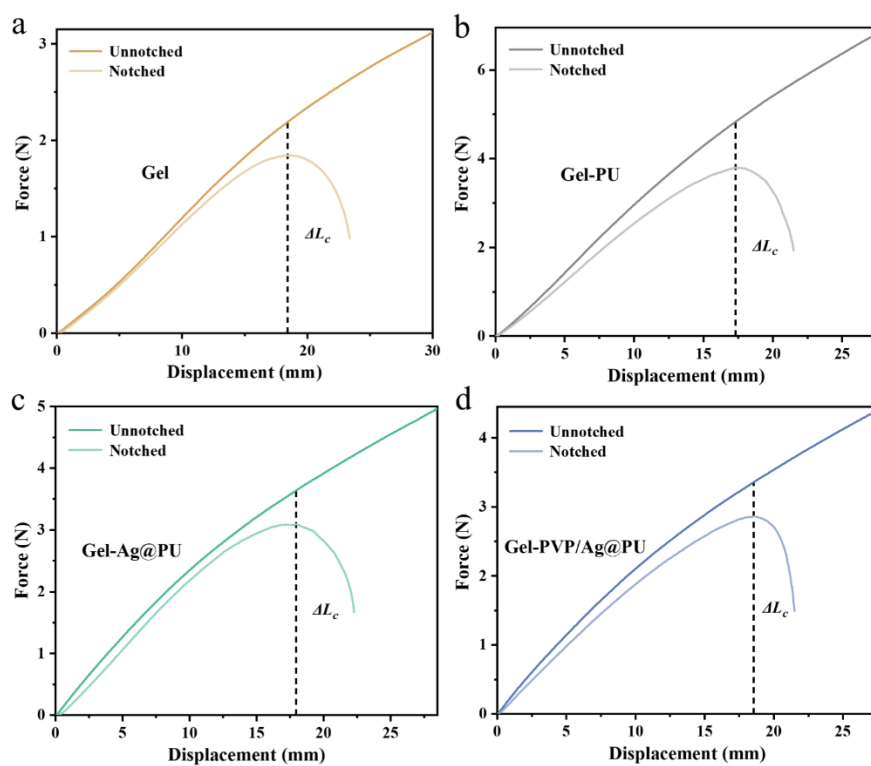 a
Unnotched
Notched
Gel
ΔLc
Force (N)
0
1
2
3
0
10
20
30
Displacement (mm)
b
Unnotched
Notched
Gel-PU
ΔLc
Force (N)
0
2
4
6
0
5
10
15
20
25
Displacement (mm)
c
Unnotched
Notched
Gel-Ag@PU
ΔLc
Force (N)
0
1
2
3
4
5
0
5
10
15
20
25
Displacement (mm)
d
Unnotched
Notched
Gel-PVP/Ag@PU
ΔLc
Force (N)
0
1
2
3
4
0
5
10
15
20
25
Displacement (mm)